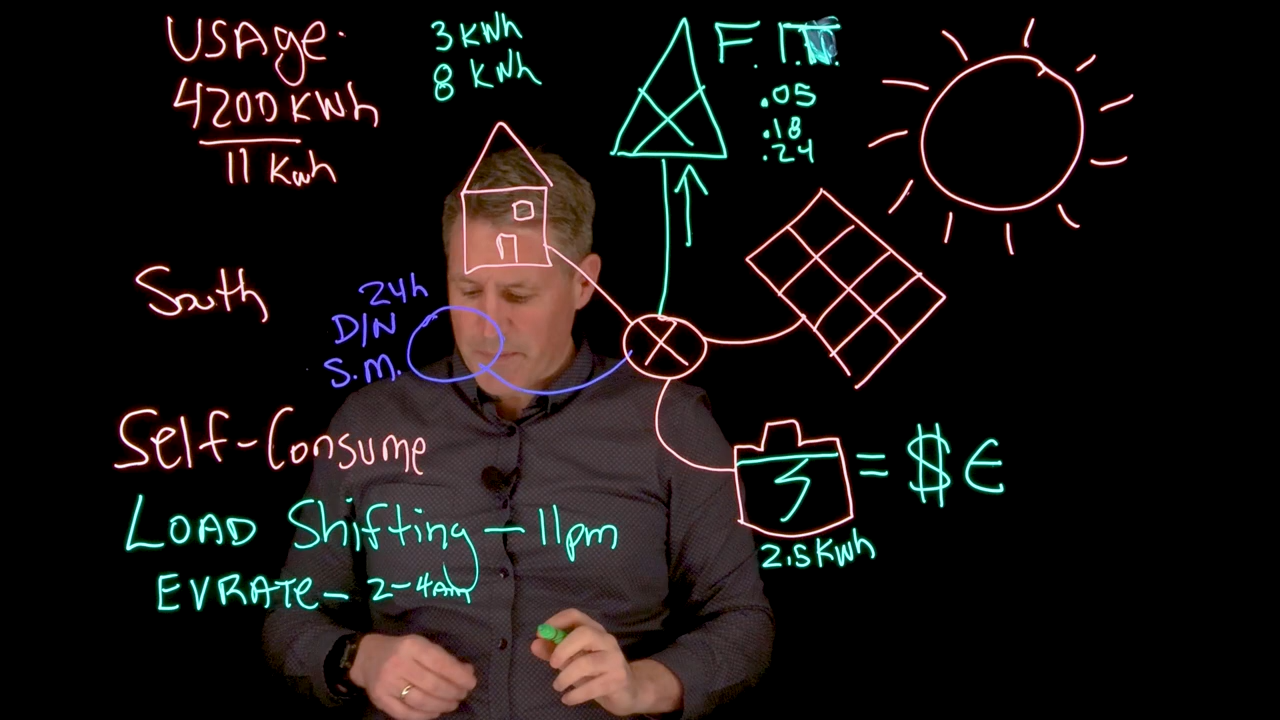 USAge.
4200 KWh
11 Kwh
3 KWh
8 KWh
F.I.
.05
.18
.24
South
24h
D/N
S.M.
Self-Consume
= $ €
LOAD Shifting – 11pm
2.5 KWh
EV RATe – 2-4am